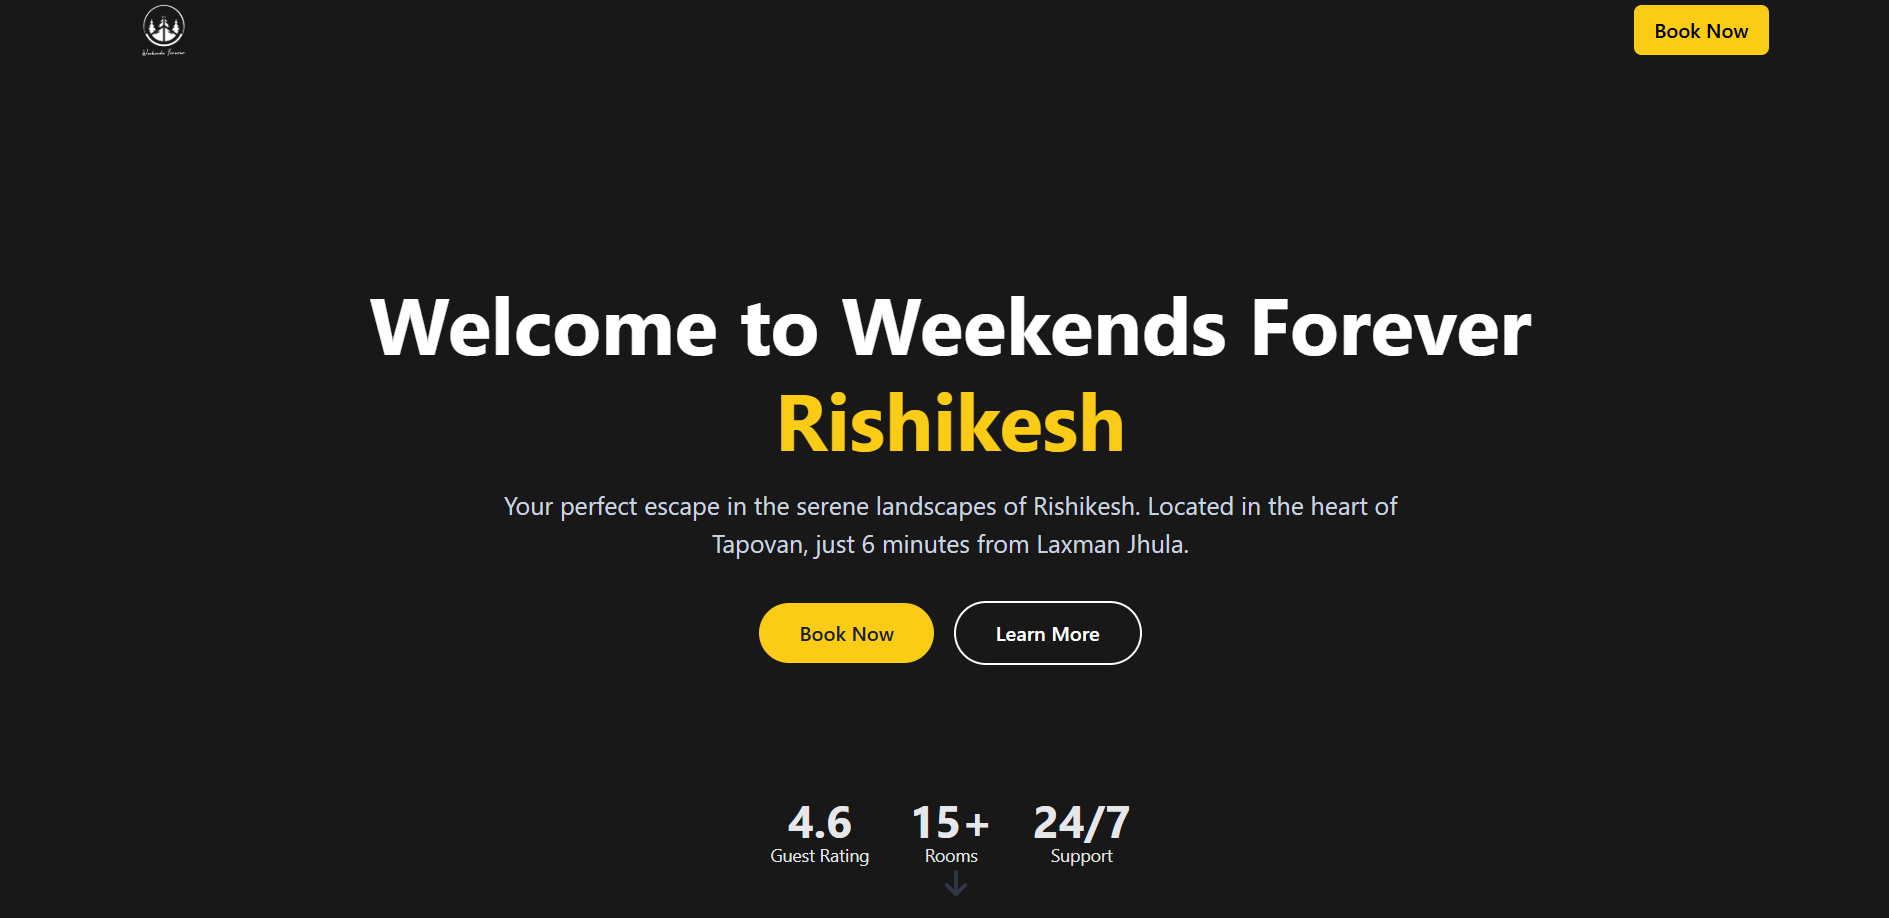 Weekends Forever
Book Now
Welcome to Weekends Forever
Rishikesh
Your perfect escape in the serene landscapes of Rishikesh. Located in the heart of
Tapovan, just 6 minutes from Laxman Jhula.
Book Now
Learn More
4.6
15+
24/7
Guest Rating
Rooms
Support